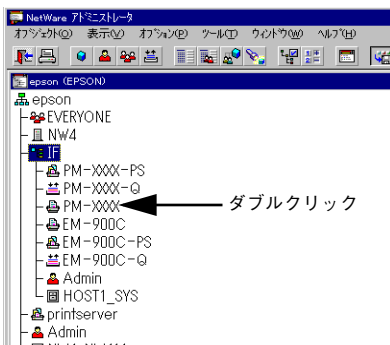 NetWare アドミニストレータ
オブジェクト(O) 表示(V) オプション(P) ツール(T) ウィンドウ(W) ヘルプ(H)
epson (EPSON)
epson
EVERYONE
NW4
IF
PM-XXXX-PS
PM-XXXX-Q
PM-XXXX
ダブルクリック
EM-900C
EM-900C-PS
EM-900C-Q
Admin
HOST1_SYS
printserver
Admin